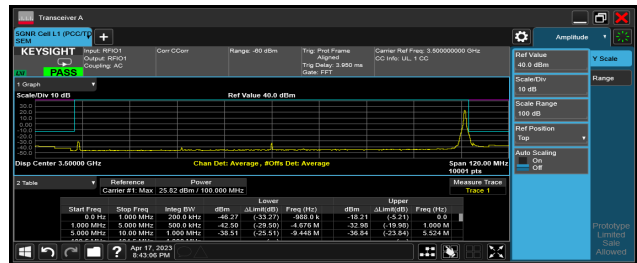 Transceiver A
5GNR Cell L1 (PCC/TD
SEM
Amplitude
KEYSIGHT
Input: RFIO1
Output: RFIO1
Coupling: AC
Corr CCorr
Range: -60 dBm
Trig: Prot Frame
Aligned
Trig Delay: 3.950 ms
Gate: FFT
Carrier Ref Freq: 3.500000000 GHz
CC Info: UL, 1 CC
PASS
Ref Value
40.0 dBm
Scale/Div
10 dB
Scale Range
100 dB
Ref Position
Top
Auto Scaling
On
Off
Y Scale
Range
1 Graph
Scale/Div 10 dB
Ref Value 40.0 dBm
30.0
20.0
10.0
0.0
Disp Center 3.50000 GHz
Chan Det: Average , #Offs Det: Average
Span 120.00 MHz
10001 pts
2 Table
Reference
Power
Carrier #1: Max
25.82 dBm / 100.000 MHz
Measure Trace
Trace 1
Lower
Upper
Start Freq Stop Freq Integ BW dBm ΔLimit(dB) Freq (Hz) dBm ΔLimit(dB) Freq (Hz)
0.0 Hz 1.000 MHz 200.0 kHz -46.27 (-33.27) -988.0 k -18.21 (-5.21) 0.0
1.000 MHz 5.000 MHz 500.0 kHz -42.50 (-29.50) -4.676 M -32.98 (-19.98) 1.000 M
5.000 MHz 10.00 MHz 1.000 MHz -38.51 (-25.51) -9.448 M -36.84 (-23.84) 5.524 M
Apr 17, 2023
8:43:06 PM
Prototype
Limited
Sale
Allowed